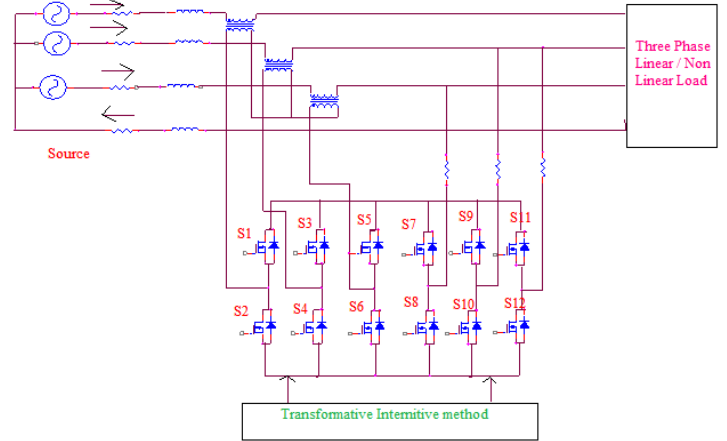 Three Phase
Linear / Non
Linear Load
Source
S1
S3
S5
S7
S9
S11
S2
S4
S6
S8
S10
S12
Transformative Internitive method